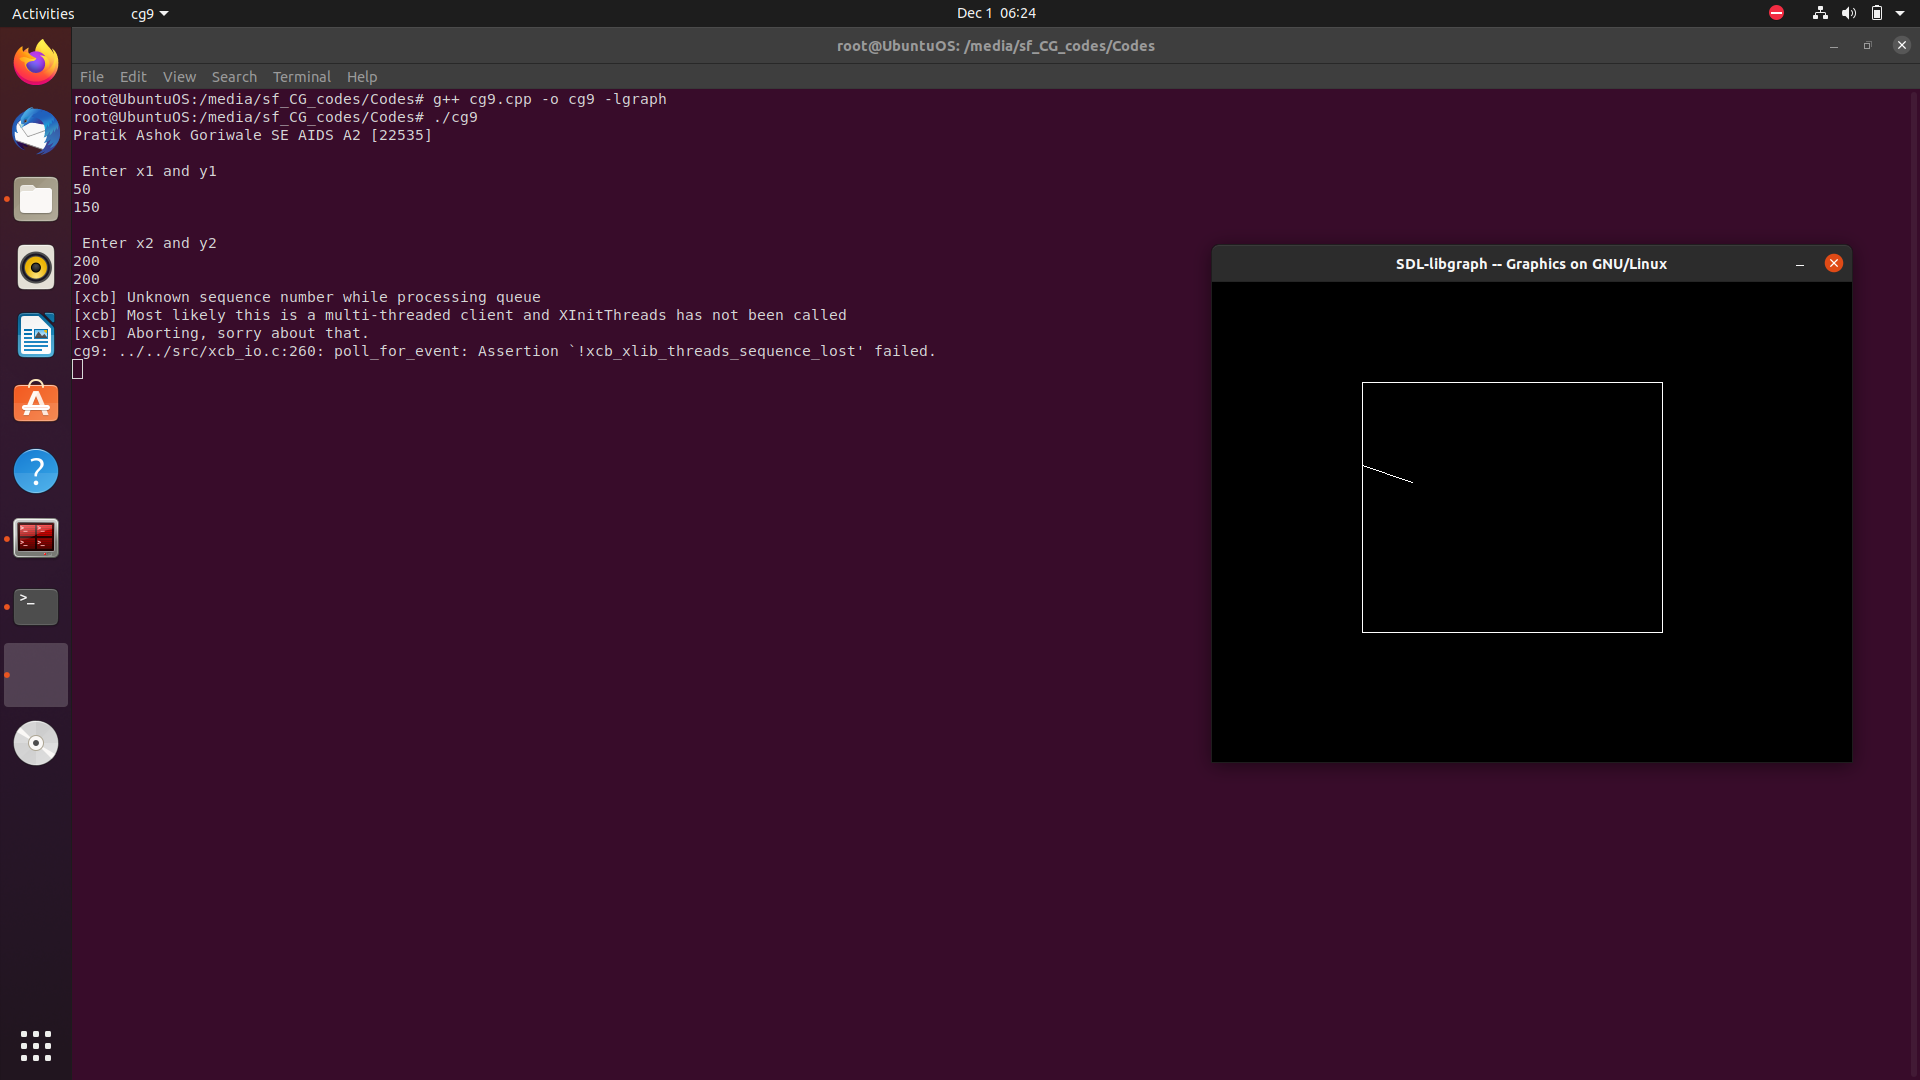 Activities
cg9
Dec 1 06:24
root@UbuntuOS: /media/sf_CG_codes/Codes
File Edit View Search Terminal Help
root@UbuntuOS:/media/sf_CG_codes/Codes# g++ cg9.cpp -o cg9 -lgraph
root@UbuntuOS:/media/sf_CG_codes/Codes# ./cg9
Pratik Ashok Goriwale SE AIDS A2 [22535]
Enter x1 and y1
50
150
Enter x2 and y2
200
200
[xcb] Unknown sequence number while processing queue
[xcb] Most likely this is a multi-threaded client and XInitThreads has not been called
[xcb] Aborting, sorry about that.
cg9: ../../src/xcb_io.c:260: poll_for_event: Assertion `!xcb_xlib_threads_sequence_lost' failed.
SDL-libgraph -- Graphics on GNU/Linux